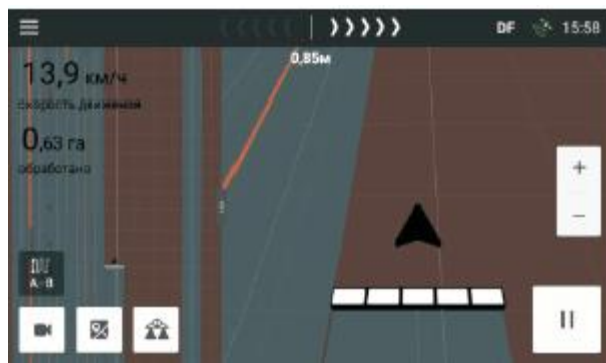 DF 15:58
0,85м
13,9 км/ч
скорость движения
0,63 га
обработано
A-B
+
-